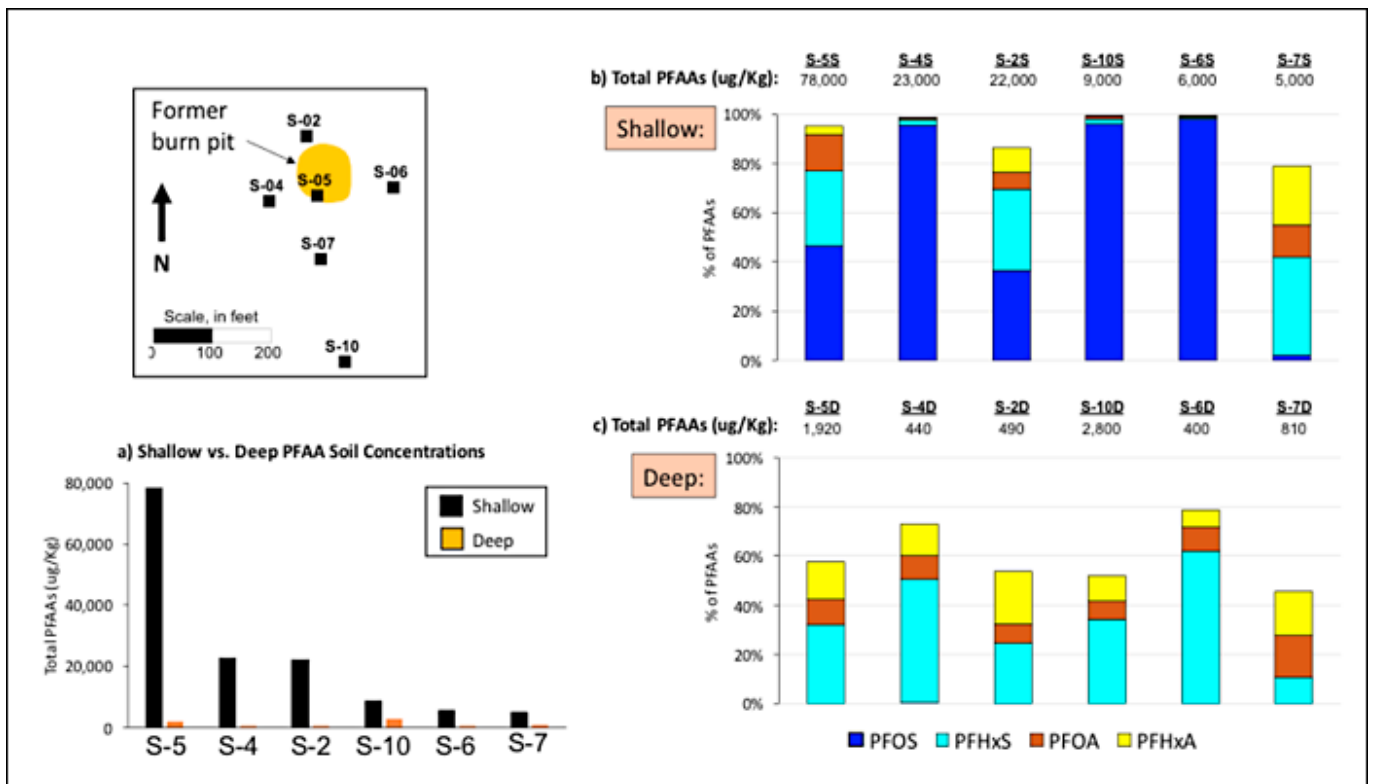 Former
burn pit
S-02
S-04
S-05
S-06
S-07
N
Scale, in feet
0 100 200
S-10
a) Shallow vs. Deep PFAA Soil Concentrations
Total PFAAs (ug/Kg)
80,000
60,000
40,000
20,000
0
Shallow
Deep
S-5 S-4 S-2 S-10 S-6 S-7
S-5S S-4S S-2S S-10S S-6S S-7S
b) Total PFAAs (ug/Kg): 78,000 23,000 22,000 9,000 6,000 5,000
Shallow:
% of PFAAs
100%
80%
60%
40%
20%
0%
S-5D S-4D S-2D S-10D S-6D S-7D
c) Total PFAAs (ug/Kg): 1,920 440 490 2,800 400 810
Deep:
% of PFAAs
100%
80%
60%
40%
20%
0%
PFOS PFHxS PFOA PFHxA